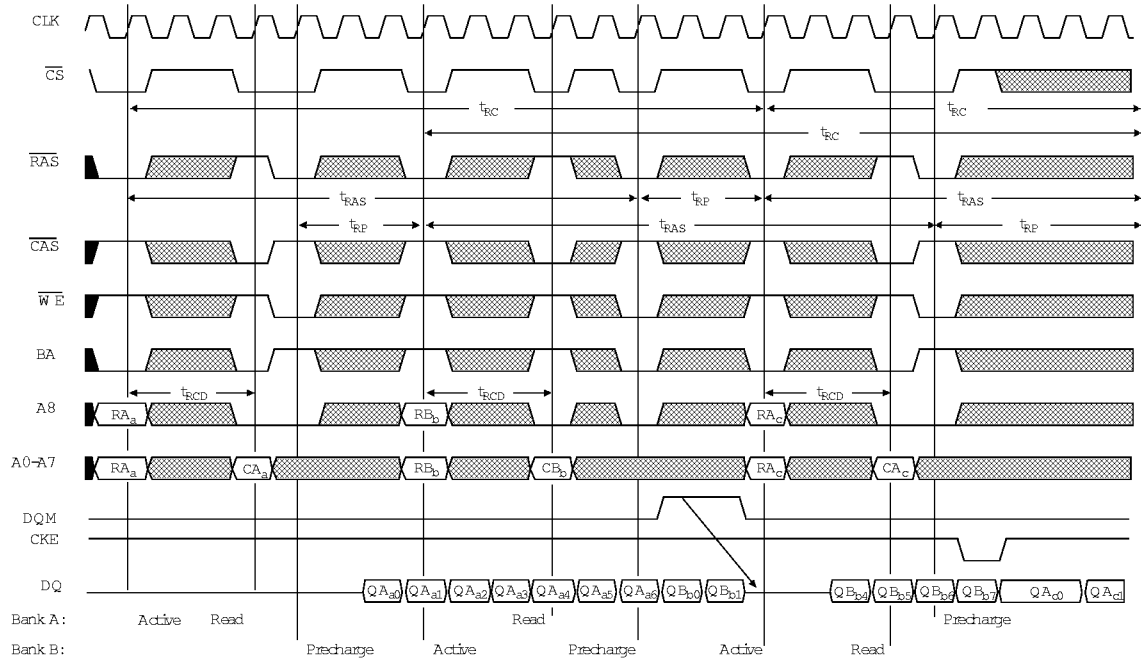 CLK
CS
tRC tRC
tRC
RAS
tRAS tRP tRAS
tRP tRAS tRP
CAS
W E
BA
tRCD tRCD tRCD
A8 RAa RBb RAc
A0-A7 RAa CAa RBb CBb RAc CAc
DQM
CKE
DQ QAa0 QAa1 QAa2 QAa3 QAa4 QAa5 QAa6 QBb0 QBb1 QBb4 QBb5 QBb6 QBb7 QAc0 QAc1
Bank A: Active Read Read Precharge
Bank B: Precharge Active Precharge Active Read